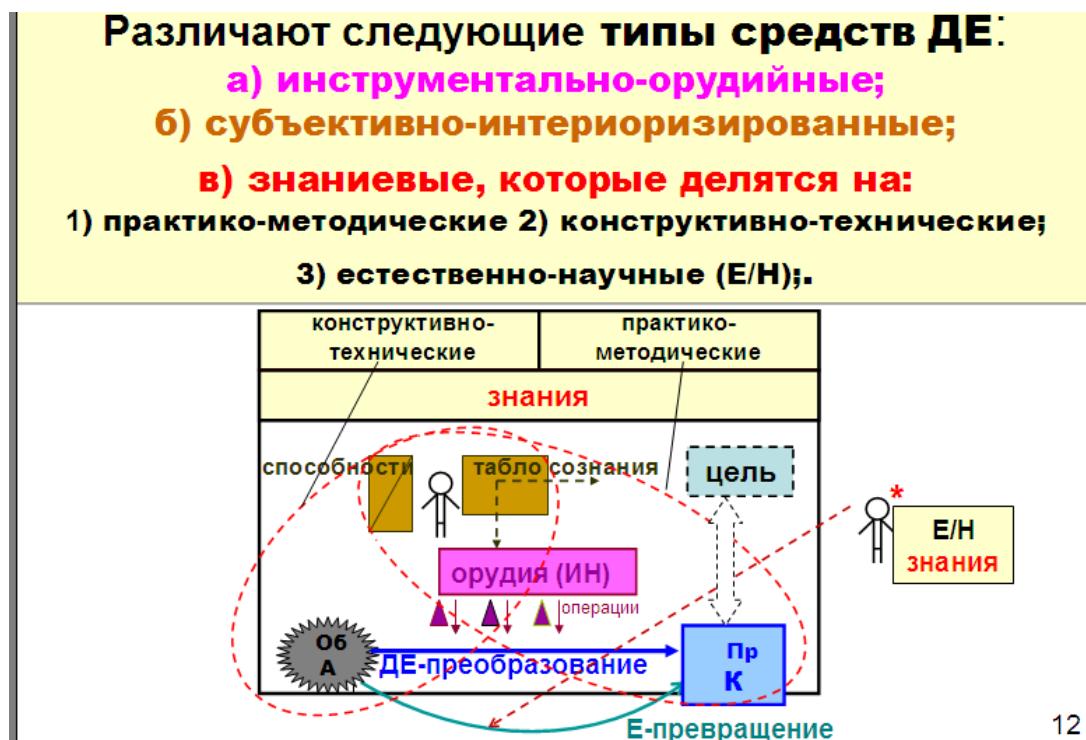 Различают следующие типы средств ДЕ:
а) инструментально-орудийные;
б) субъективно-интериоризированные;
в) знаниевые, которые делятся на:
1) практико-методические 2) конструктивно-технические;
3) естественно-научные (Е/Н);.
конструктивно-
технические
практико-
методические
знания
способности
табло сознания
цель
*
Е/Н
знания
орудия (ИН)
операции
Об
А
ДЕ-преобразование
Пр
К
Е-превращение
12